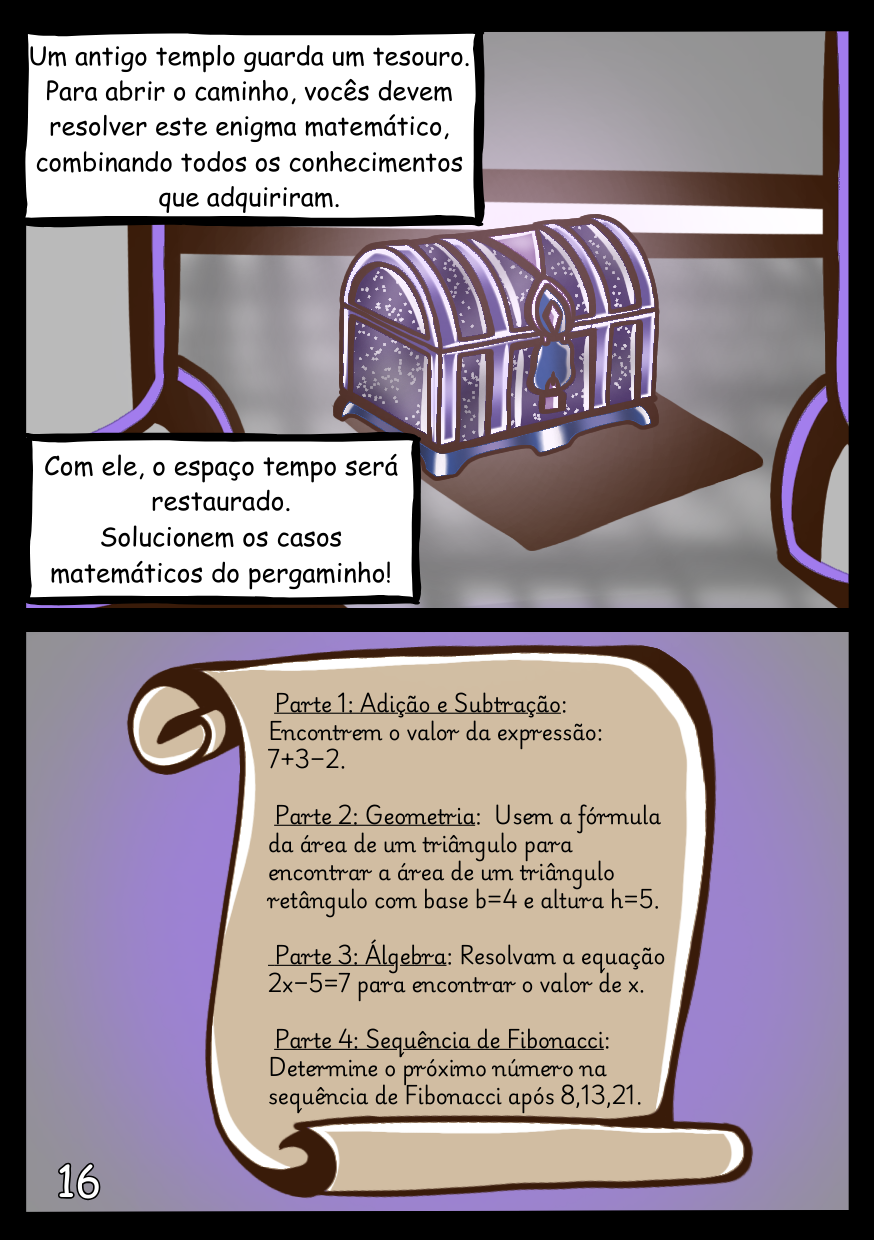 Um antigo templo guarda um tesouro.
Para abrir o caminho, vocês devem
resolver este enigma matemático,
combinando todos os conhecimentos
que adquiriram.
Com ele, o espaço tempo será
restaurado.
Solucionem os casos
matemáticos do pergaminho!
Parte 1: Adição e Subtração:
Encontrem o valor da expressão:
7+3−2.
Parte 2: Geometria: Usem a fórmula
da área de um triângulo para
encontrar a área de um triângulo
retângulo com base b=4 e altura h=5.
Parte 3: Álgebra: Resolvam a equação
2x−5=7 para encontrar o valor de x.
Parte 4: Sequência de Fibonacci:
Determine o próximo número na
sequência de Fibonacci após 8,13,21.
16